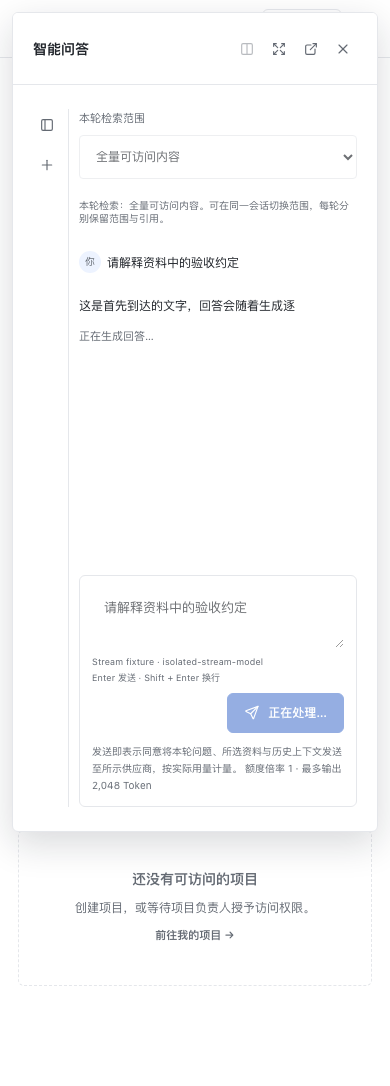 智能问答
本轮检索范围
全量可访问内容
本轮检索：全量可访问内容。可在同一会话切换范围，每轮分
别保留范围与引用。
你 请解释资料中的验收约定
这是首先到达的文字，回答会随着生成逐
正在生成回答...
请解释资料中的验收约定
Stream fixture · isolated-stream-model
Enter 发送 · Shift + Enter 换行
正在处理...
发送即表示同意将本轮问题、所选资料与历史上下文发送
至所示供应商，按实际用量计量。 额度倍率 1 · 最多输出
2,048 Token
还没有可访问的项目
创建项目，或等待项目负责人授予访问权限。
前往我的项目 →